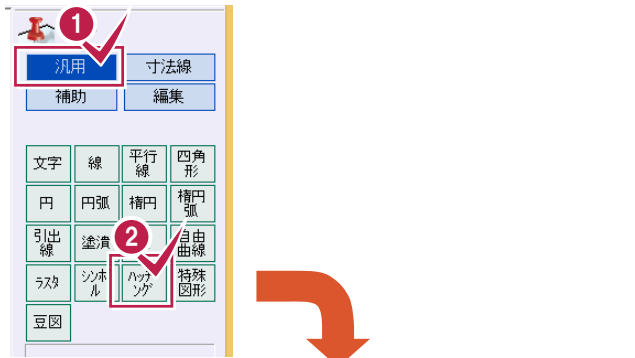 1
汎用
寸法線
補助
編集
文字
線
平行
線
四角
形
円
円弧
楕円
楕円
弧
引出
線
塗潰
2
自由
曲線
ラスタ
シンボ
ル
ハッチ
ング
特殊
図形
豆図